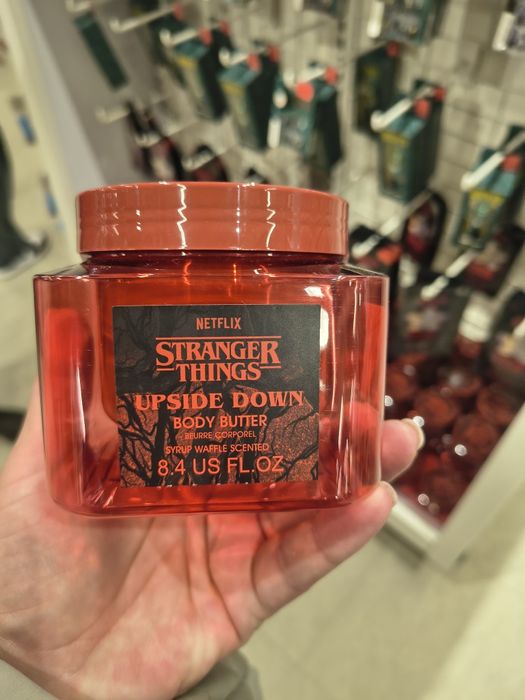 NETFLIX
STRANGER
THINGS
UPSIDE DOWN
BODY BUTTER
BEURRE CORPOREL
SYRUP WAFFLE SCENTED
8.4 US FL.OZ